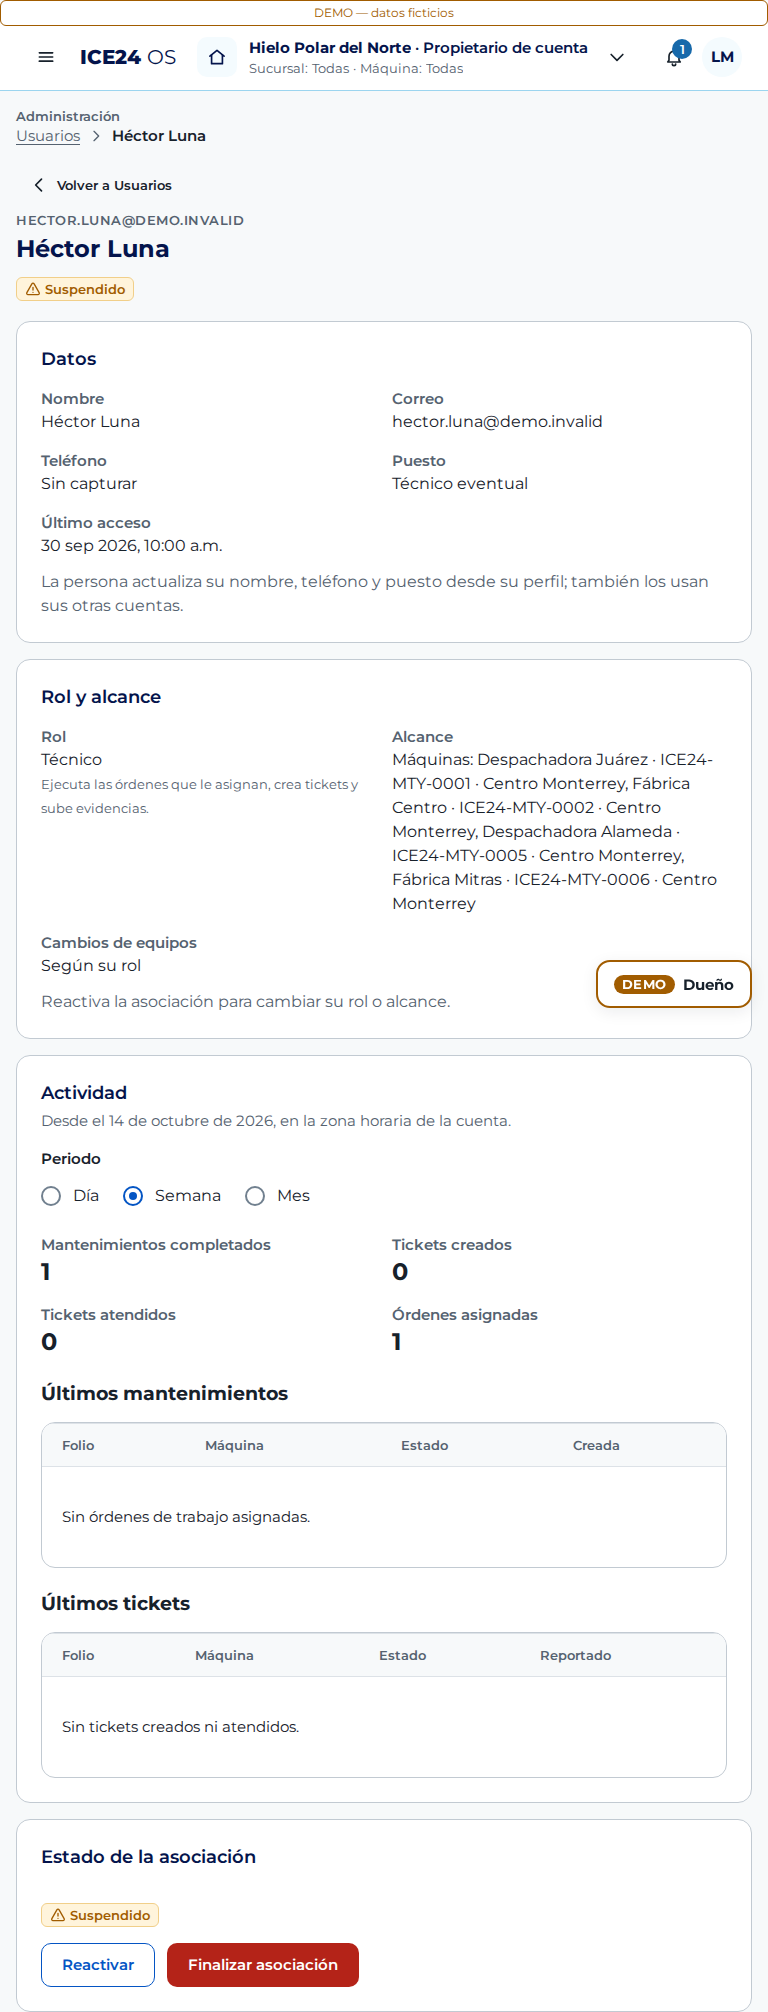 DEMO — datos ficticios
ICE24 OS
Hielo Polar del Norte · Propietario de cuenta
Sucursal: Todas · Máquina: Todas
1
LM
Administración
Usuarios
Héctor Luna
Volver a Usuarios
HECTOR.LUNA@DEMO.INVALID
Héctor Luna
Suspendido
Datos
Nombre
Héctor Luna
Correo
hector.luna@demo.invalid
Teléfono
Sin capturar
Puesto
Técnico eventual
Último acceso
30 sep 2026, 10:00 a.m.
La persona actualiza su nombre, teléfono y puesto desde su perfil; también los usan
sus otras cuentas.
Rol y alcance
Rol
Técnico
Ejecuta las órdenes que le asignan, crea tickets y
sube evidencias.
Alcance
Máquinas: Despachadora Juárez · ICE24-
MTY-0001 · Centro Monterrey, Fábrica
Centro · ICE24-MTY-0002 · Centro
Monterrey, Despachadora Alameda ·
ICE24-MTY-0005 · Centro Monterrey,
Fábrica Mitras · ICE24-MTY-0006 · Centro
Monterrey
Cambios de equipos
Según su rol
DEMO Dueño
Reactiva la asociación para cambiar su rol o alcance.
Actividad
Desde el 14 de octubre de 2026, en la zona horaria de la cuenta.
Periodo
Día
Semana
Mes
Mantenimientos completados
1
Tickets creados
0
Tickets atendidos
0
Órdenes asignadas
1
Últimos mantenimientos
Folio Máquina Estado Creada
Sin órdenes de trabajo asignadas.
Últimos tickets
Folio Máquina Estado Reportado
Sin tickets creados ni atendidos.
Estado de la asociación
Suspendido
Reactivar
Finalizar asociación